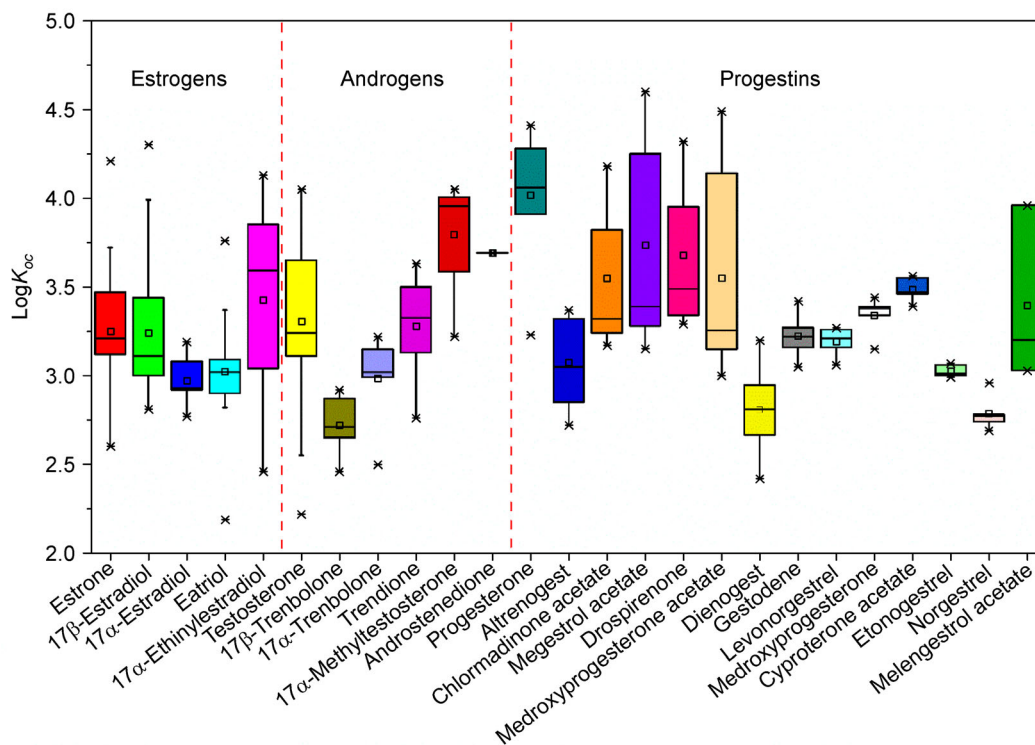 5.0
4.5
4.0
3.5
3.0
2.5
2.0
LogKoc
Estrogens
Androgens
Progestins
Estrone
17β-Estradiol
17α-Estradiol
Eatriol
17α-Ethinylestradiol
Testosterone
17β-Trenbolone
17α-Trenbolone
Trendione
17α-Methyltestosterone
Androstenedione
Progesterone
Altrenogest
Chlormadinone acetate
Megestrol acetate
Drospirenone
Medroxyprogesterone acetate
Dienogest
Gestodene
Levonorgestrel
Medroxyprogesterone
Cyproterone acetate
Etonogestrel
Norgestrel
Melengestrol acetate